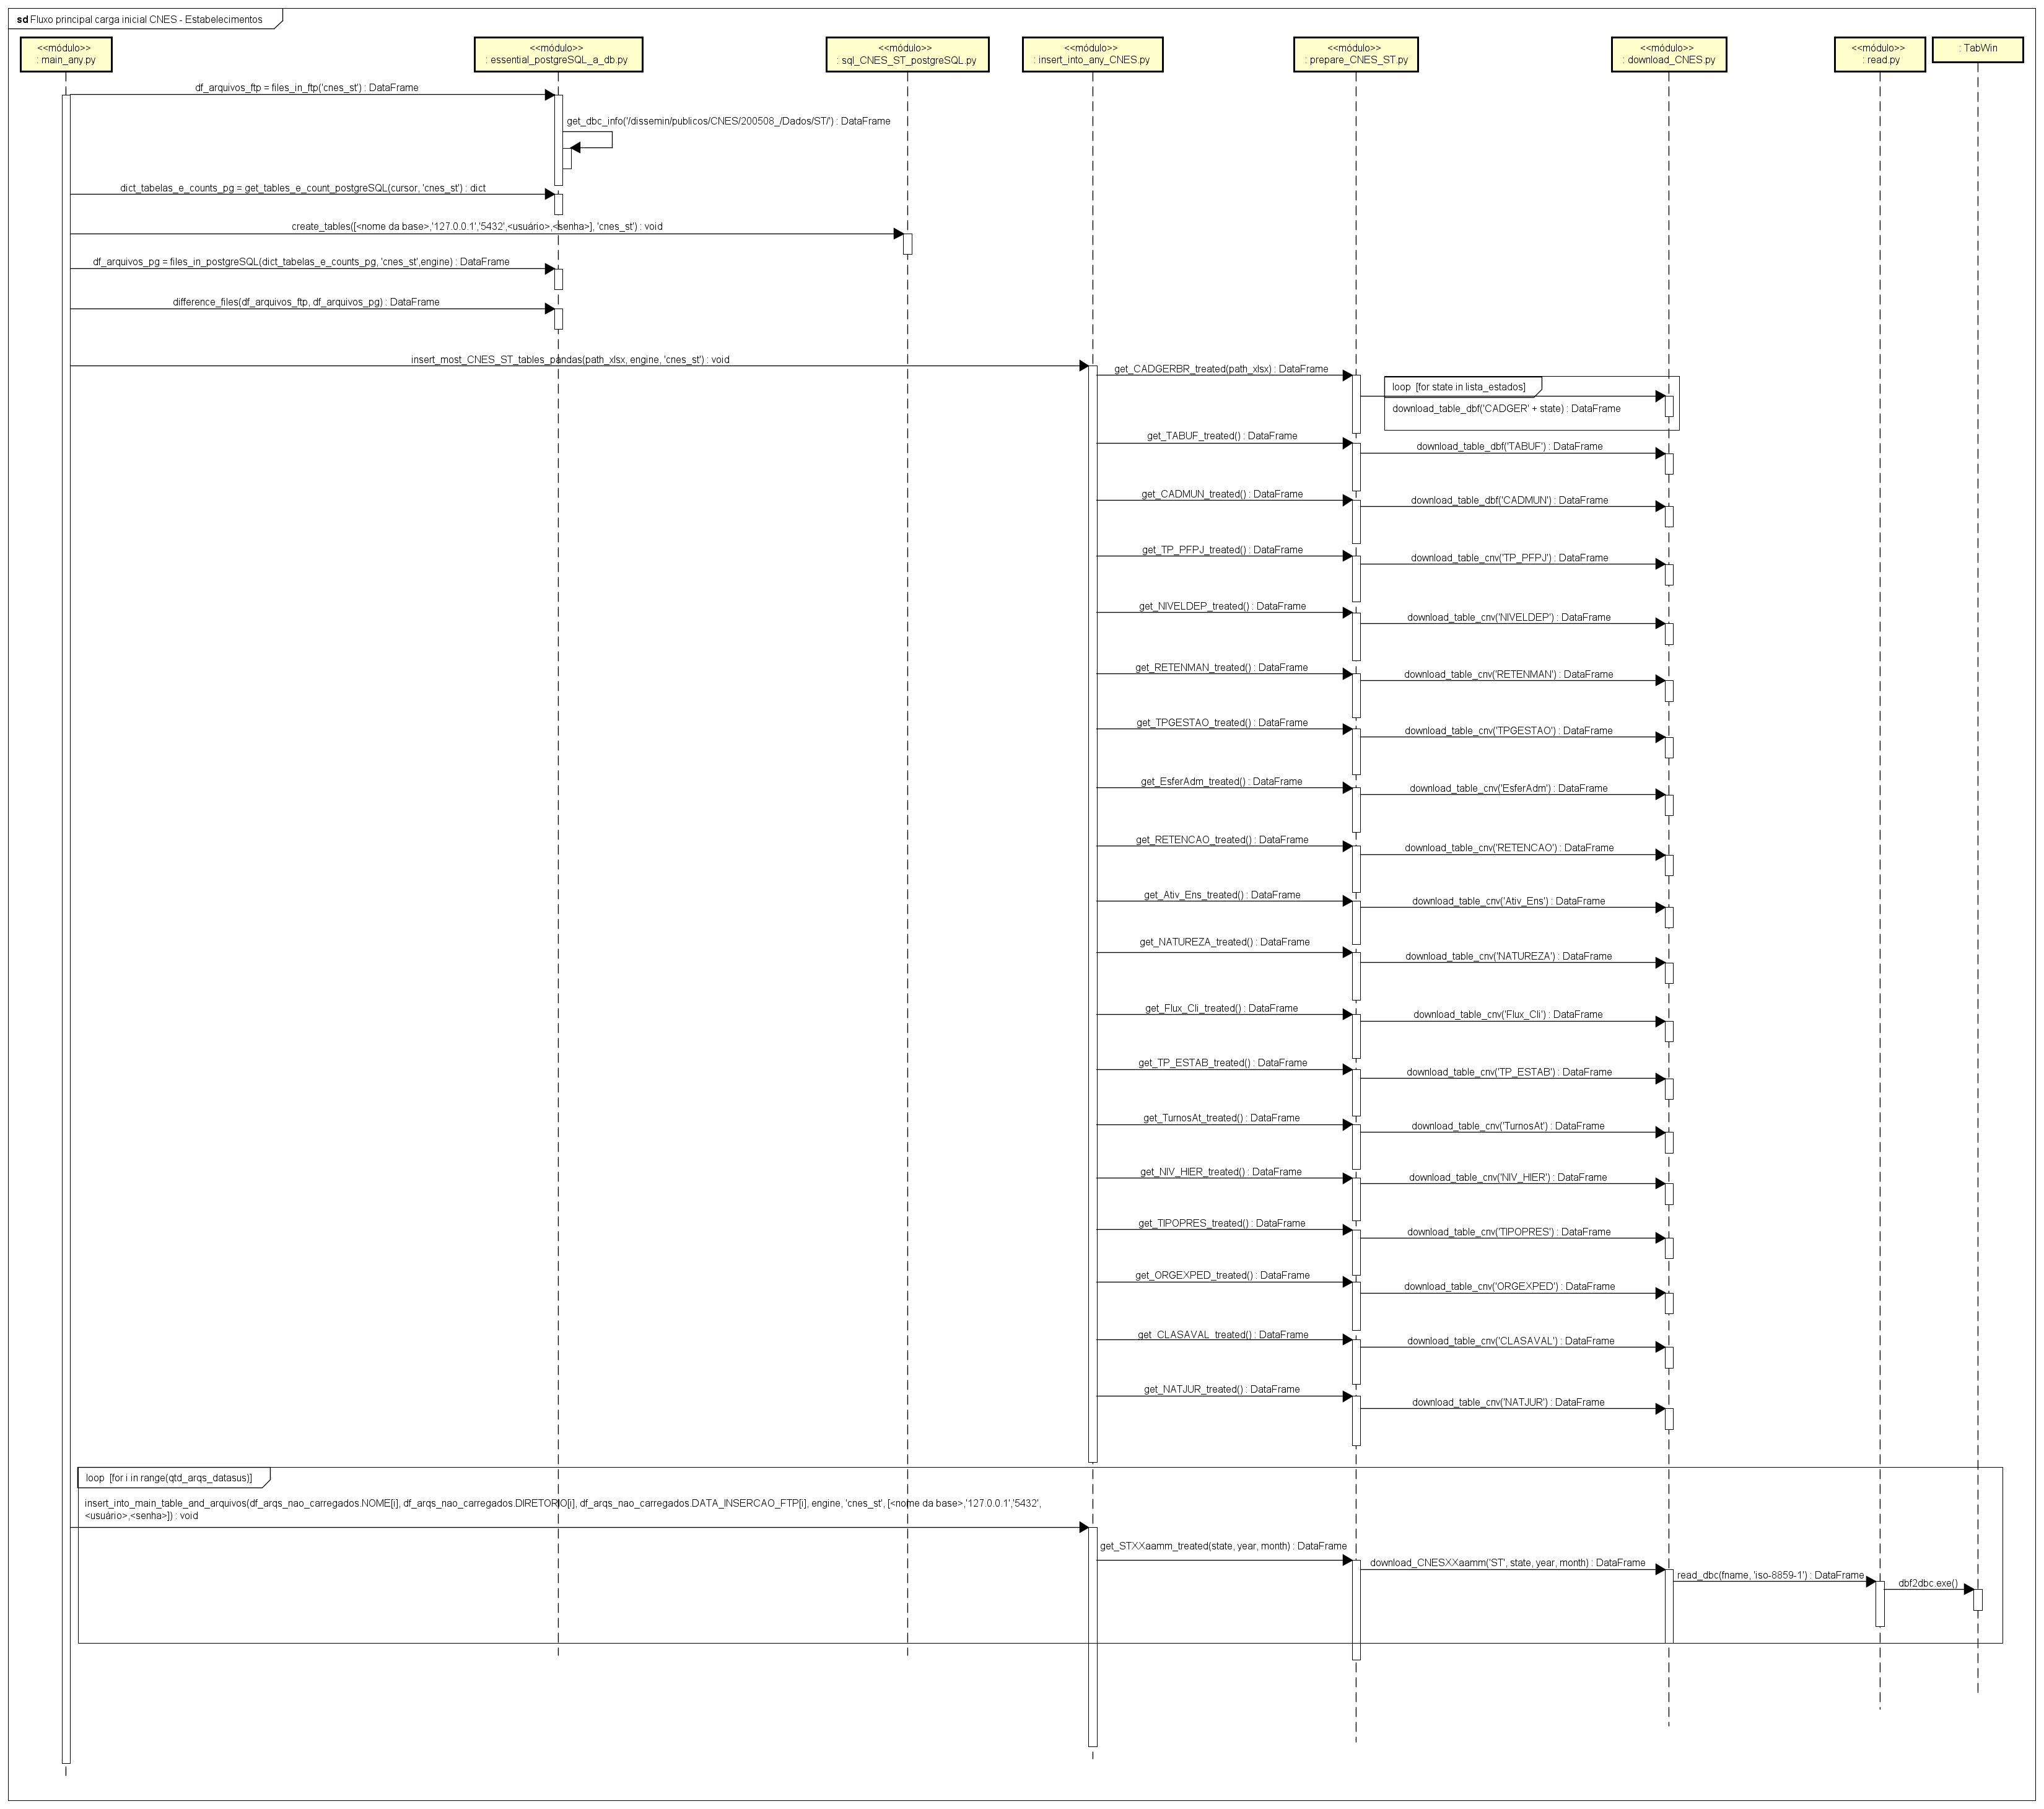 sd Fluxo principal carga inicial CNES - Estabelecimentos
<<módulo>>
: main_any.py
<<módulo>>
: essential_postgreSQL_a_db.py
<<módulo>>
: sql_CNES_ST_postgreSQL.py
<<módulo>>
: insert_into_any_CNES.py
<<módulo>>
: prepare_CNES_ST.py
<<módulo>>
: download_CNES.py
<<módulo>>
: read.py
: TabWin
df_arquivos_ftp = files_in_ftp('cnes_st') : DataFrame
get_dbc_info('/dissemin/publicos/CNES/200508_/Dados/ST/') : DataFrame
dict_tabelas_e_counts_pg = get_tables_e_count_postgreSQL(cursor, 'cnes_st') : dict
create_tables([<nome da base>,'127.0.0.1','5432',<usuário>,<senha>], 'cnes_st') : void
df_arquivos_pg = files_in_postgreSQL(dict_tabelas_e_counts_pg, 'cnes_st',engine) : DataFrame
difference_files(df_arquivos_ftp, df_arquivos_pg) : DataFrame
insert_most_CNES_ST_tables_pandas(path_xlsx, engine, 'cnes_st') : void
get_CADGERBR_treated(path_xlsx) : DataFrame
loop [for state in lista_estados]
download_table_dbf('CADGER' + state) : DataFrame
get_TABUF_treated() : DataFrame
download_table_dbf('TABUF') : DataFrame
get_CADMUN_treated() : DataFrame
download_table_dbf('CADMUN') : DataFrame
get_TP_PFPJ_treated() : DataFrame
download_table_cnv('TP_PFPJ') : DataFrame
get_NIVELDEP_treated() : DataFrame
download_table_cnv('NIVELDEP') : DataFrame
get_RETENMAN_treated() : DataFrame
download_table_cnv('RETENMAN') : DataFrame
get_TPGESTAO_treated() : DataFrame
download_table_cnv('TPGESTAO') : DataFrame
get_EsferAdm_treated() : DataFrame
download_table_cnv('EsferAdm') : DataFrame
get_RETENCAO_treated() : DataFrame
download_table_cnv('RETENCAO') : DataFrame
get_Ativ_Ens_treated() : DataFrame
download_table_cnv('Ativ_Ens') : DataFrame
get_NATUREZA_treated() : DataFrame
download_table_cnv('NATUREZA') : DataFrame
get_Flux_Cli_treated() : DataFrame
download_table_cnv('Flux_Cli') : DataFrame
get_TP_ESTAB_treated() : DataFrame
download_table_cnv('TP_ESTAB') : DataFrame
get_TurnosAt_treated() : DataFrame
download_table_cnv('TurnosAt') : DataFrame
get_NIV_HIER_treated() : DataFrame
download_table_cnv('NIV_HIER') : DataFrame
get_TIPOPRES_treated() : DataFrame
download_table_cnv('TIPOPRES') : DataFrame
get_ORGEXPED_treated() : DataFrame
download_table_cnv('ORGEXPED') : DataFrame
get_CLASAVAL_treated() : DataFrame
download_table_cnv('CLASAVAL') : DataFrame
get_NATJUR_treated() : DataFrame
download_table_cnv('NATJUR') : DataFrame
loop [for i in range(qtd_arqs_datasus)]
insert_into_main_table_and_arquivos(df_arqs_nao_carregados.NOME[i], df_arqs_nao_carregados.DIRETORIO[i], df_arqs_nao_carregados.DATA_INSERCAO_FTP[i], engine, 'cnes_st', [<nome da base>,'127.0.0.1','5432',
<usuário>,<senha>]) : void
get_STXXaamm_treated(state, year, month) : DataFrame
download_CNESXXaamm('ST', state, year, month) : DataFrame
read_dbc(fname, 'iso-8859-1') : DataFrame
dbf2dbc.exe()